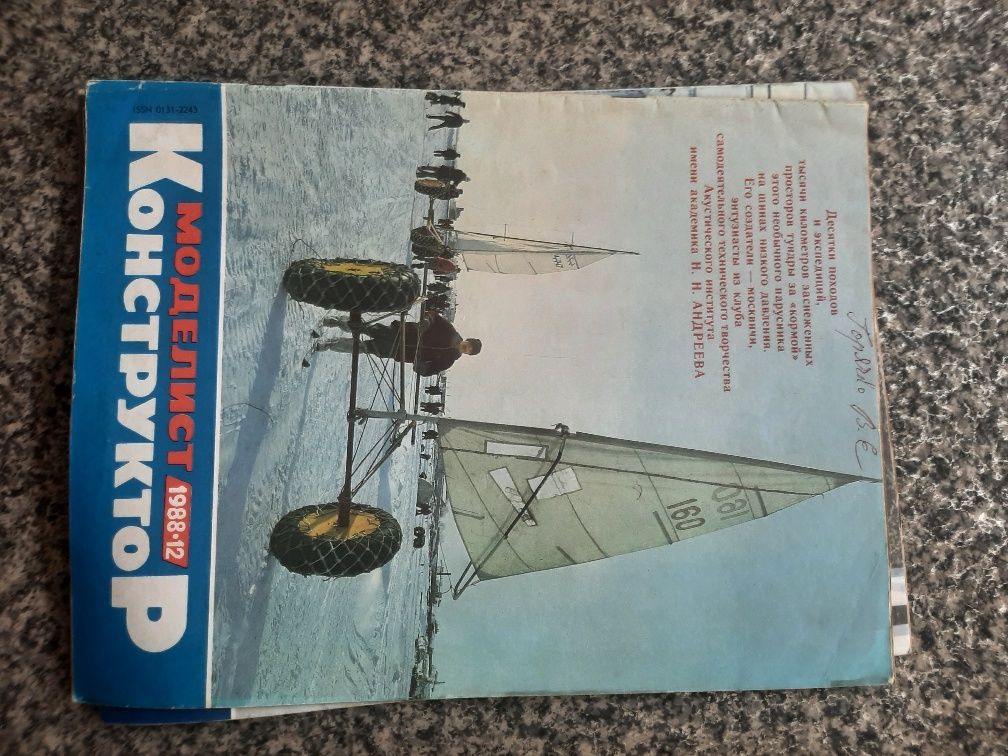 ISSN 0131-2243
МОДЕЛИСТ 1988·12
КОНСТРУКТОР
Десятки походов
и экспедиций,
тысячи километров заснеженных
просторов тундры за «кормой»
этого необычного парусника
на шинах низкого давления.
Его создатели — москвичи,
энтузиасты из клуба
самодеятельного технического творчества
Акустического института
имени академика Н. Н. АНДРЕЕВА
160